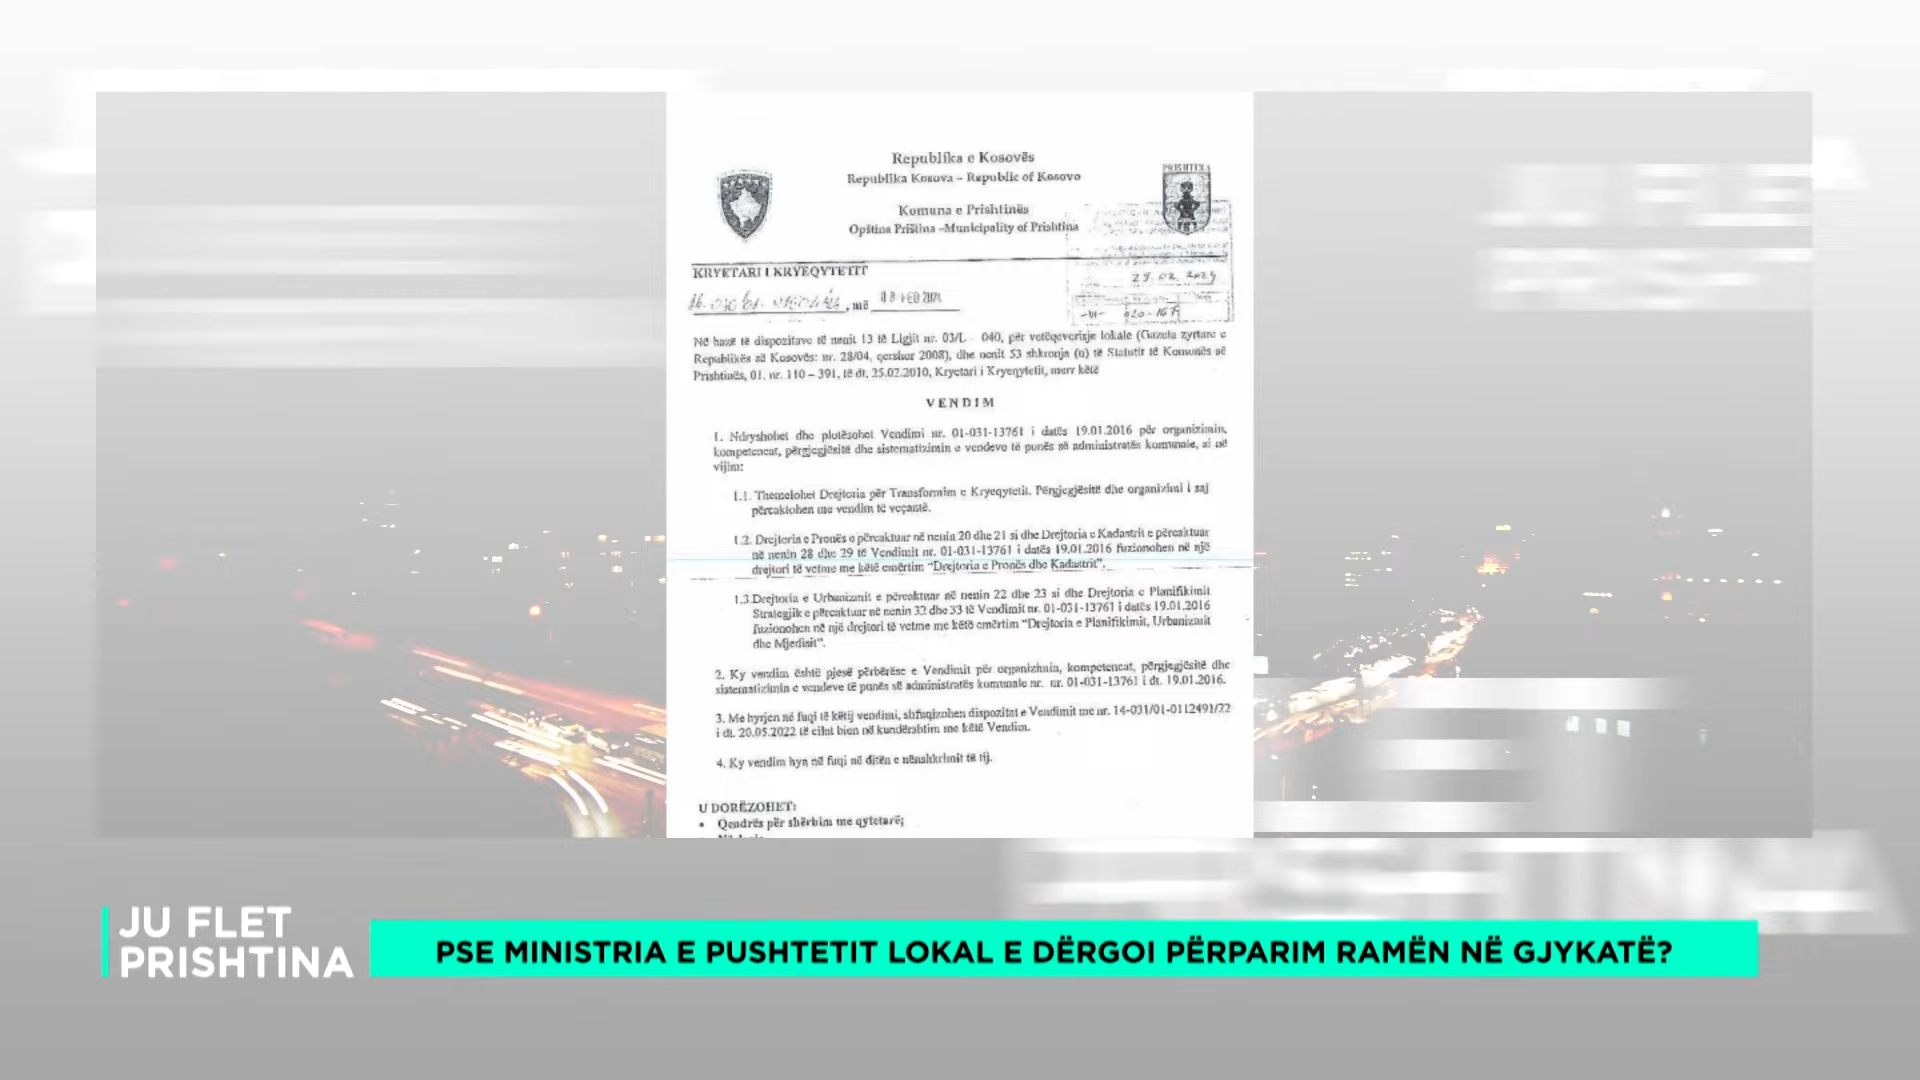 Republika e Kosovës
Republika Kosova – Republic of Kosovo
PRISHTINA
Komuna e Prishtinës
Opština Priština –Municipality of Prishtina
KRYETARI I KRYEQYTETIT
29.02.2024
, më
020-167
Në bazë të dispozitave të nenit 13 të Ligjit nr. 03/L – 040, për vetëqeverisje lokale (Gazeta zyrtare e
Republikës së Kosovës: nr. 28/04, qershor 2008), dhe nenit 53 shkronja (u) të Statutit të Komunës së
Prishtinës, 01. nr. 110 – 391, të dt. 25.02.2010, Kryetari i Kryeqytetit, merr këtë
VENDIM
1. Ndryshohet dhe plotësohet Vendimi nr. 01-031-13761 i datës 19.01.2016 për organizimin,
kompetencat, përgjegjësitë dhe sistematizimin e vendeve të punës së administratës komunale, si në
vijim:
1.1. Themelohet Drejtoria për Transformim e Kryeqytetit. Përgjegjësitë dhe organizimi i saj
përcaktohen me vendim të veçantë.
1.2. Drejtoria e Pronës e përcaktuar në nenin 20 dhe 21 si dhe Drejtoria e Kadastrit e përcaktuar
në nenin 28 dhe 29 të Vendimit nr. 01-031-13761 i datës 19.01.2016 fuzionohen në një
drejtori të vetme me këtë emërtim "Drejtoria e Pronës dhe Kadastrit".
1.3. Drejtoria e Urbanizmit e përcaktuar në nenin 22 dhe 23 si dhe Drejtoria e Planifikimit
Strategjik e përcaktuar në nenin 32 dhe 33 të Vendimit nr. 01-031-13761 i datës 19.01.2016
fuzionohen në një drejtori të vetme me këtë emërtim "Drejtoria e Planifikimit, Urbanizmit
dhe Mjedisit".
2. Ky vendim është pjesë përbërëse e Vendimit për organizimin, kompetencat, përgjegjësitë dhe
sistematizimin e vendeve të punës së administratës komunale nr. nr. 01-031-13761 i dt. 19.01.2016.
3. Me hyrjen në fuqi të këtij vendimi, shfuqizohen dispozitat e Vendimit me nr. 14-031/01-0112491/22
i dt. 20.05.2022 të cilat bien në kundërshtim me këtë Vendim.
4. Ky vendim hyn në fuqi në ditën e nënshkrimit të tij.
U DORËZOHET:
• Qendrës për shërbim me qytetarë;
JU FLET
PRISHTINA
PSE MINISTRIA E PUSHTETIT LOKAL E DËRGOI PËRPARIM RAMËN NË GJYKATË?